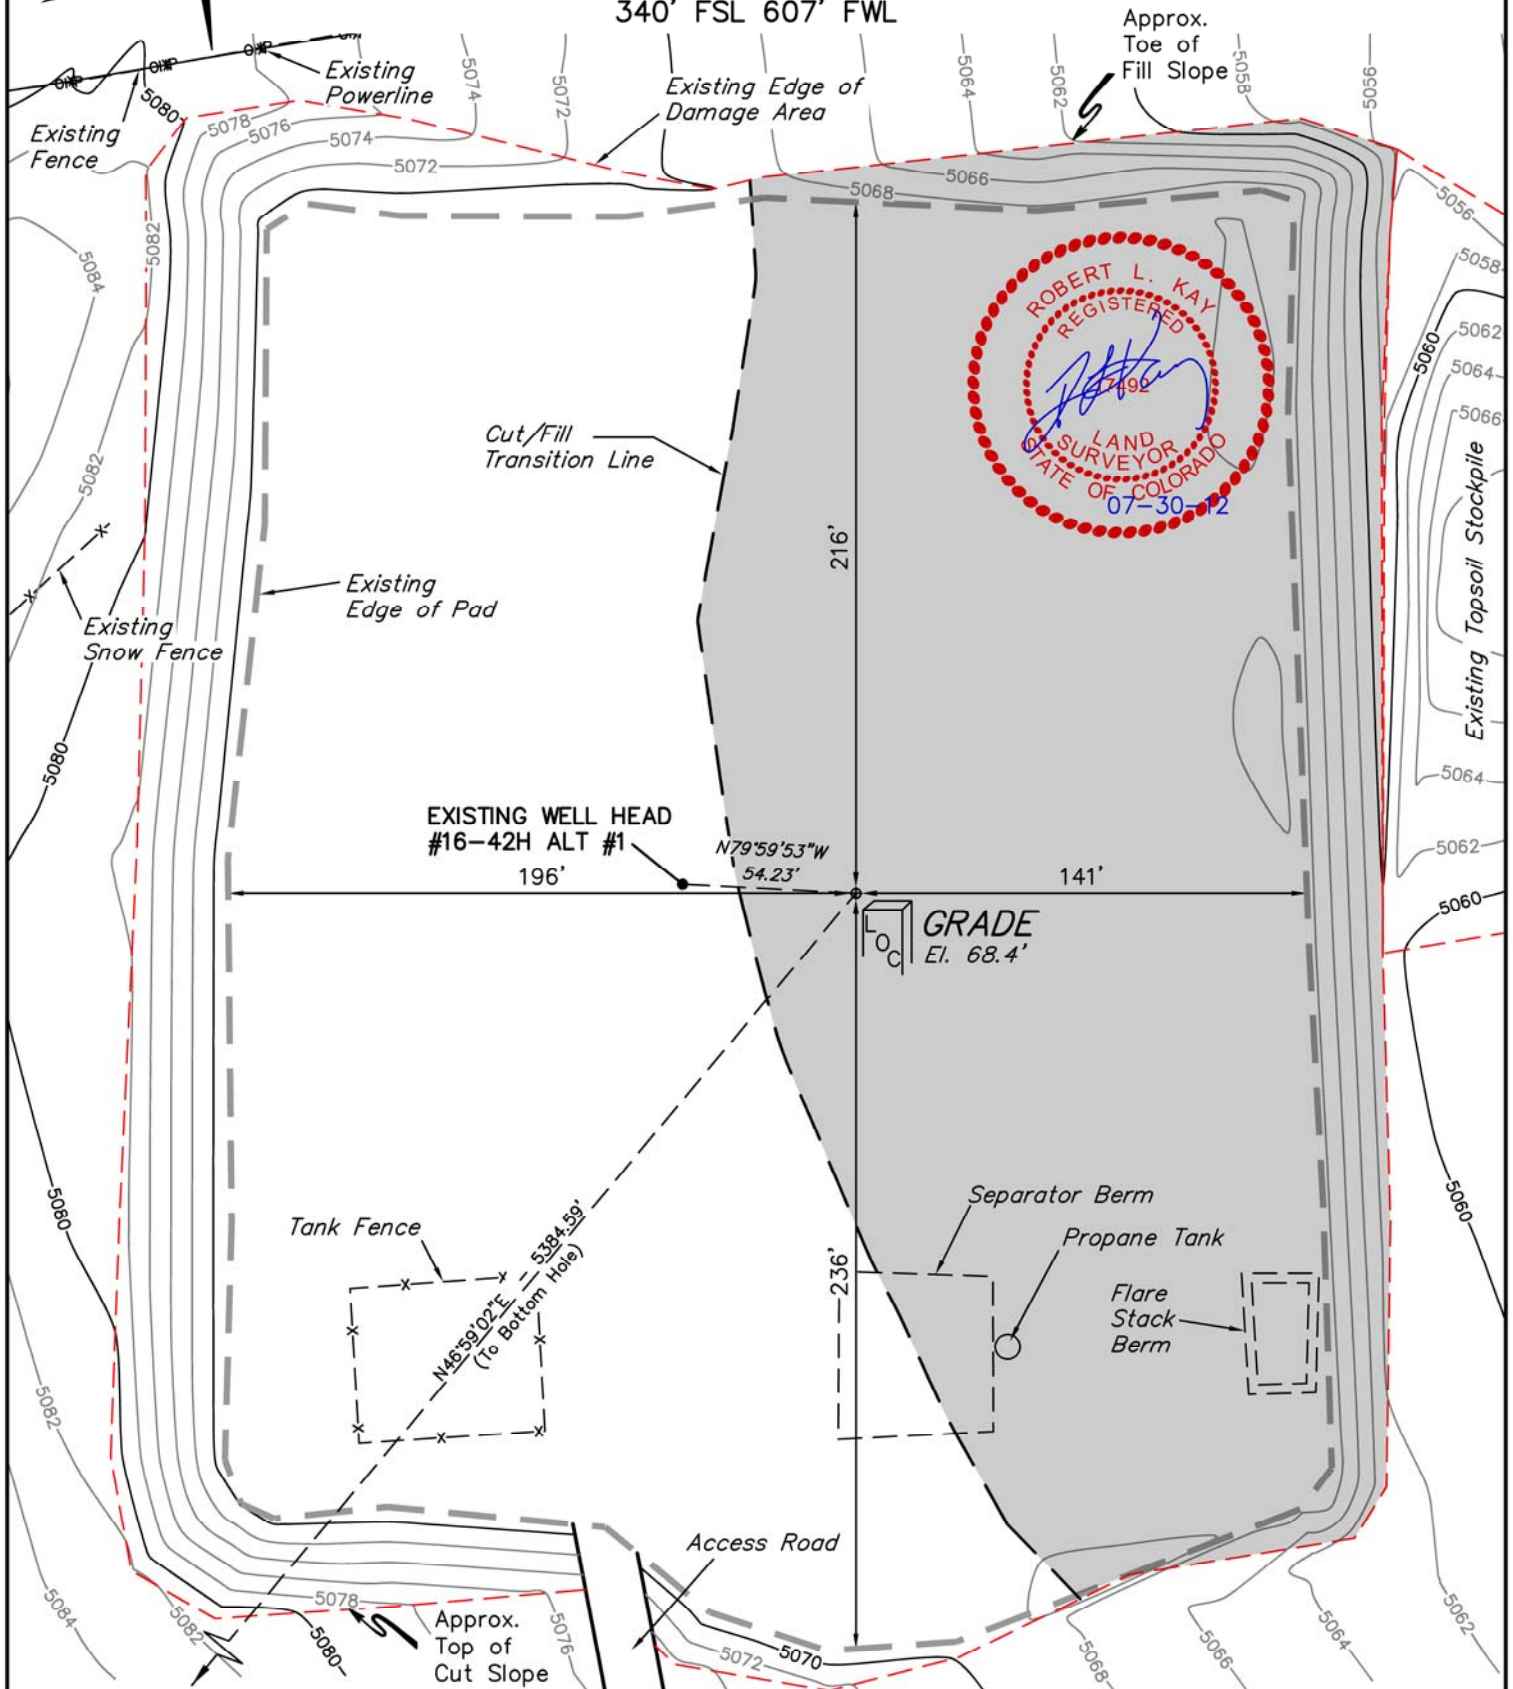 340' FSL 607' FWL
Approx.
Toe of
Fill Slope
Existing
Powerline
Existing
Fence
Existing Edge of
Damage Area
5080
5078
5076
5074
5072
5074
5072
5064
5062
5058
5056
5068
5066
5056
5058
5062
5060
5064
5066
5082
5084
5082
ROBERT L. KAY
REGISTERED
17492
LAND
SURVEYOR
STATE OF COLORADO
07-30-12
Cut/Fill
Transition Line
216'
Existing Topsoil Stockpile
Existing
Edge of Pad
Existing
Snow Fence
5080
5064
5062
5060
EXISTING WELL HEAD
#16-42H ALT #1
N79°59'53"W
54.23'
196'
141'
LOC
GRADE
El. 68.4'
5080
5060
Tank Fence
N46°59'02"E - 5384.59'
(To Bottom Hole)
236'
Separator Berm
Propane Tank
Flare
Stack
Berm
5082
5084
5082
5078
5080
Approx.
Top of
Cut Slope
5076
Access Road
5072
5070
5068
5066
5064
5062